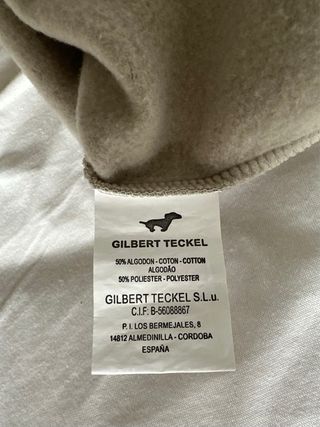 GILBERT TECKEL
50% ALGODON - COTON - COTTON
ALGODÃO
50% POLIESTER - POLYESTER
GILBERT TECKEL S.L.u.
C.I.F: B-56088867
P. I. LOS BERMEJALES, 8
14812 ALMEDINILLA - CORDOBA
ESPAÑA